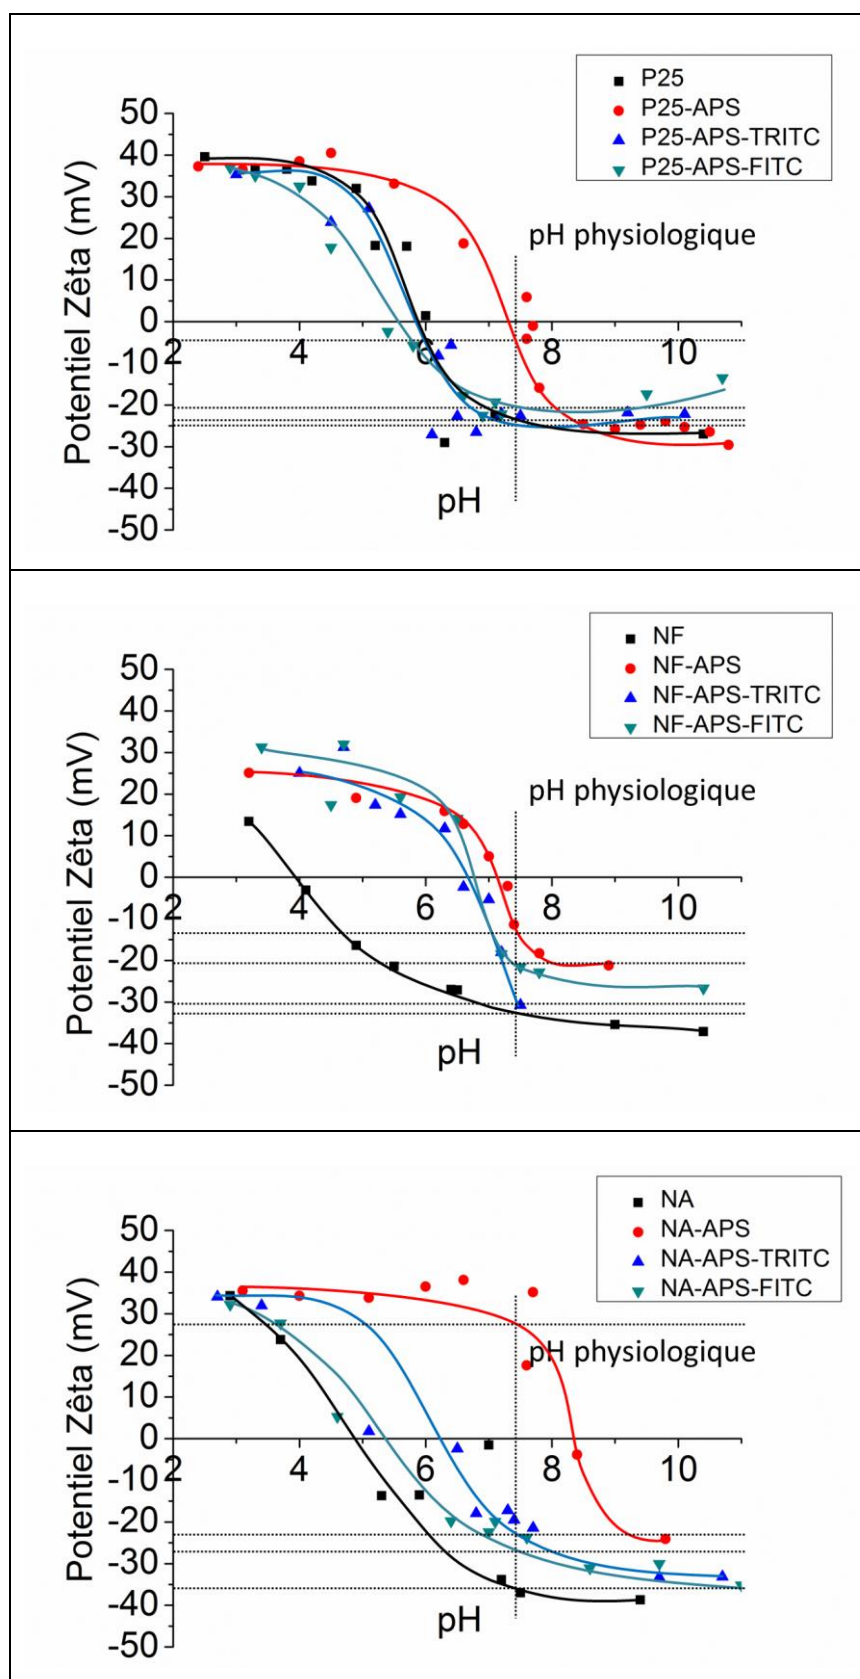 P25
P25-APS
P25-APS-TRITC
P25-APS-FITC
50
40
30
20
10
0
-10
-20
-30
-40
-50
Potentiel Zêta (mV)
pH physiologique
2 4 6 8 10
pH
NF
NF-APS
NF-APS-TRITC
NF-APS-FITC
50
40
30
20
10
0
-10
-20
-30
-40
-50
Potentiel Zêta (mV)
pH physiologique
2 4 6 8 10
pH
NA
NA-APS
NA-APS-TRITC
NA-APS-FITC
50
40
30
20
10
0
-10
-20
-30
-40
-50
Potentiel Zêta (mV)
pH physiologique
2 4 6 8 10
pH